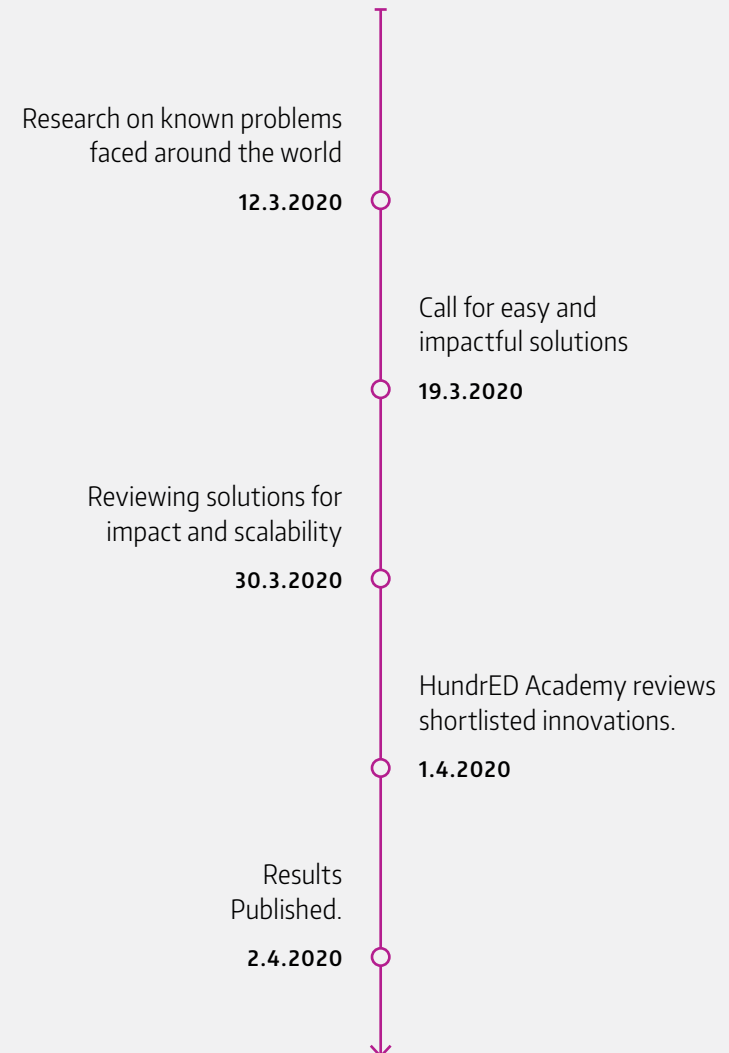 Research on known problems
faced around the world
12.3.2020
Call for easy and
impactful solutions
19.3.2020
Reviewing solutions for
impact and scalability
30.3.2020
HundrED Academy reviews
shortlisted innovations.
1.4.2020
Results
Published.
2.4.2020